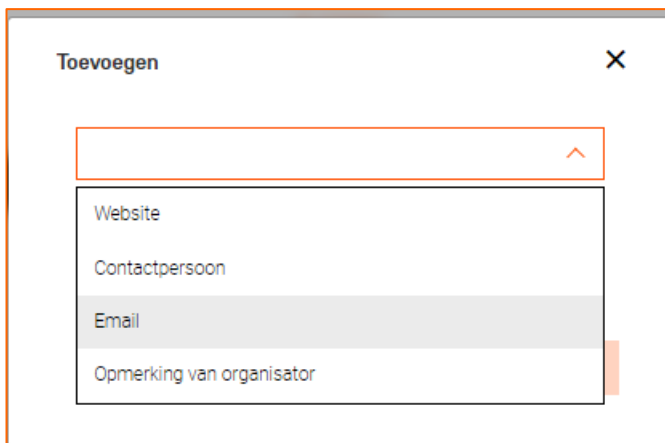 Toevoegen
Website
Contactpersoon
Email
Opmerking van organisator